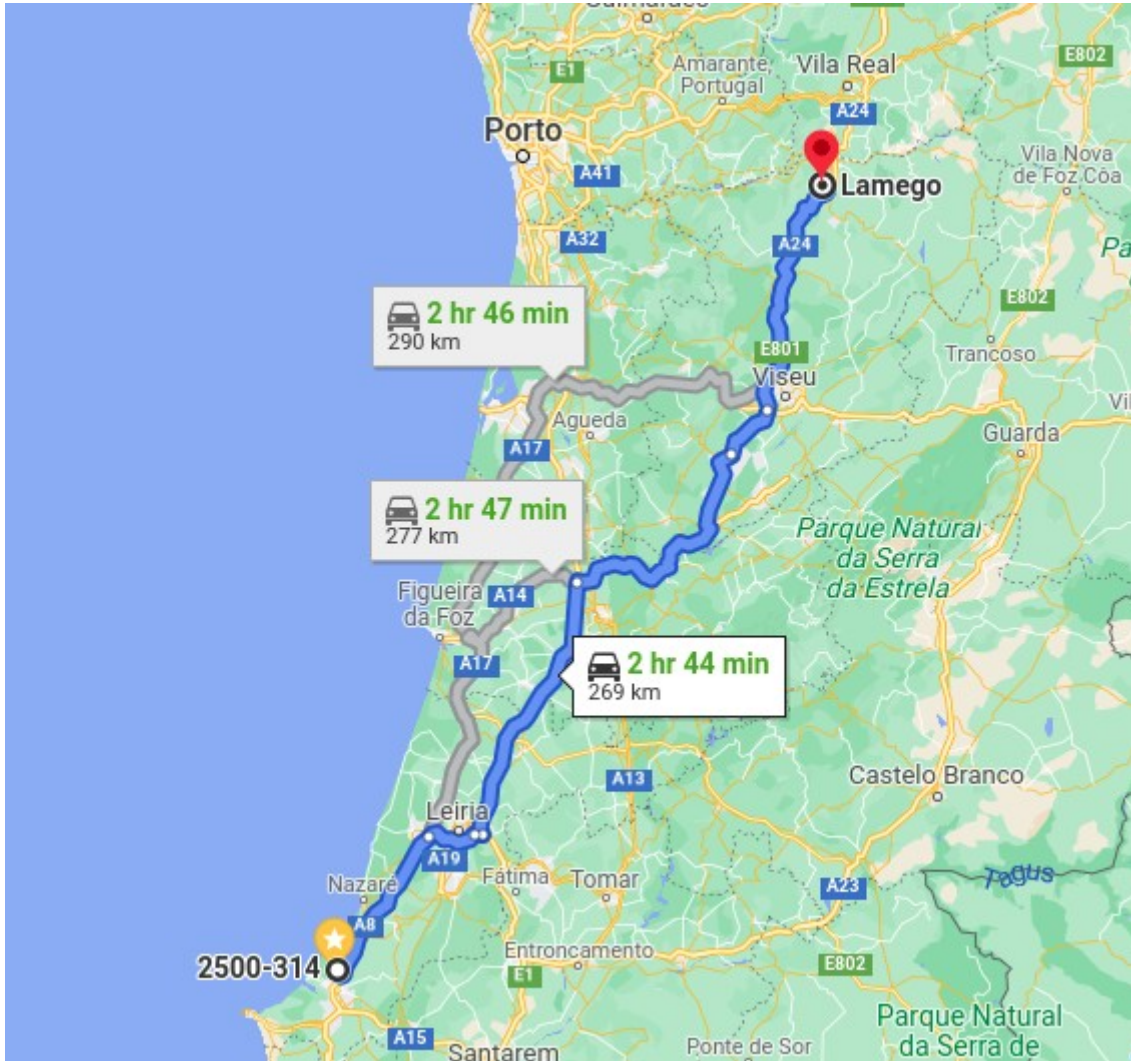 E1
Amarante,
Portugal
Vila Real
E802
A24
Porto
A41
Vila Nova
de Foz Côa
Lamego
A32
A24
E802
2 hr 46 min
290 km
E801
Trancoso
Viseu
Agueda
A17
Guarda
2 hr 47 min
277 km
Parque Natural
da Serra
da Estrela
Figueira
da Foz
A14
A17
2 hr 44 min
269 km
A13
Castelo Branco
Leiria
A19
Nazaré
Fátima
Tomar
A23
Tagus
A8
2500-314
Entroncamento
E1
E802
A15
Santarem
Ponte de Sor
Parque Natural
da Serra de